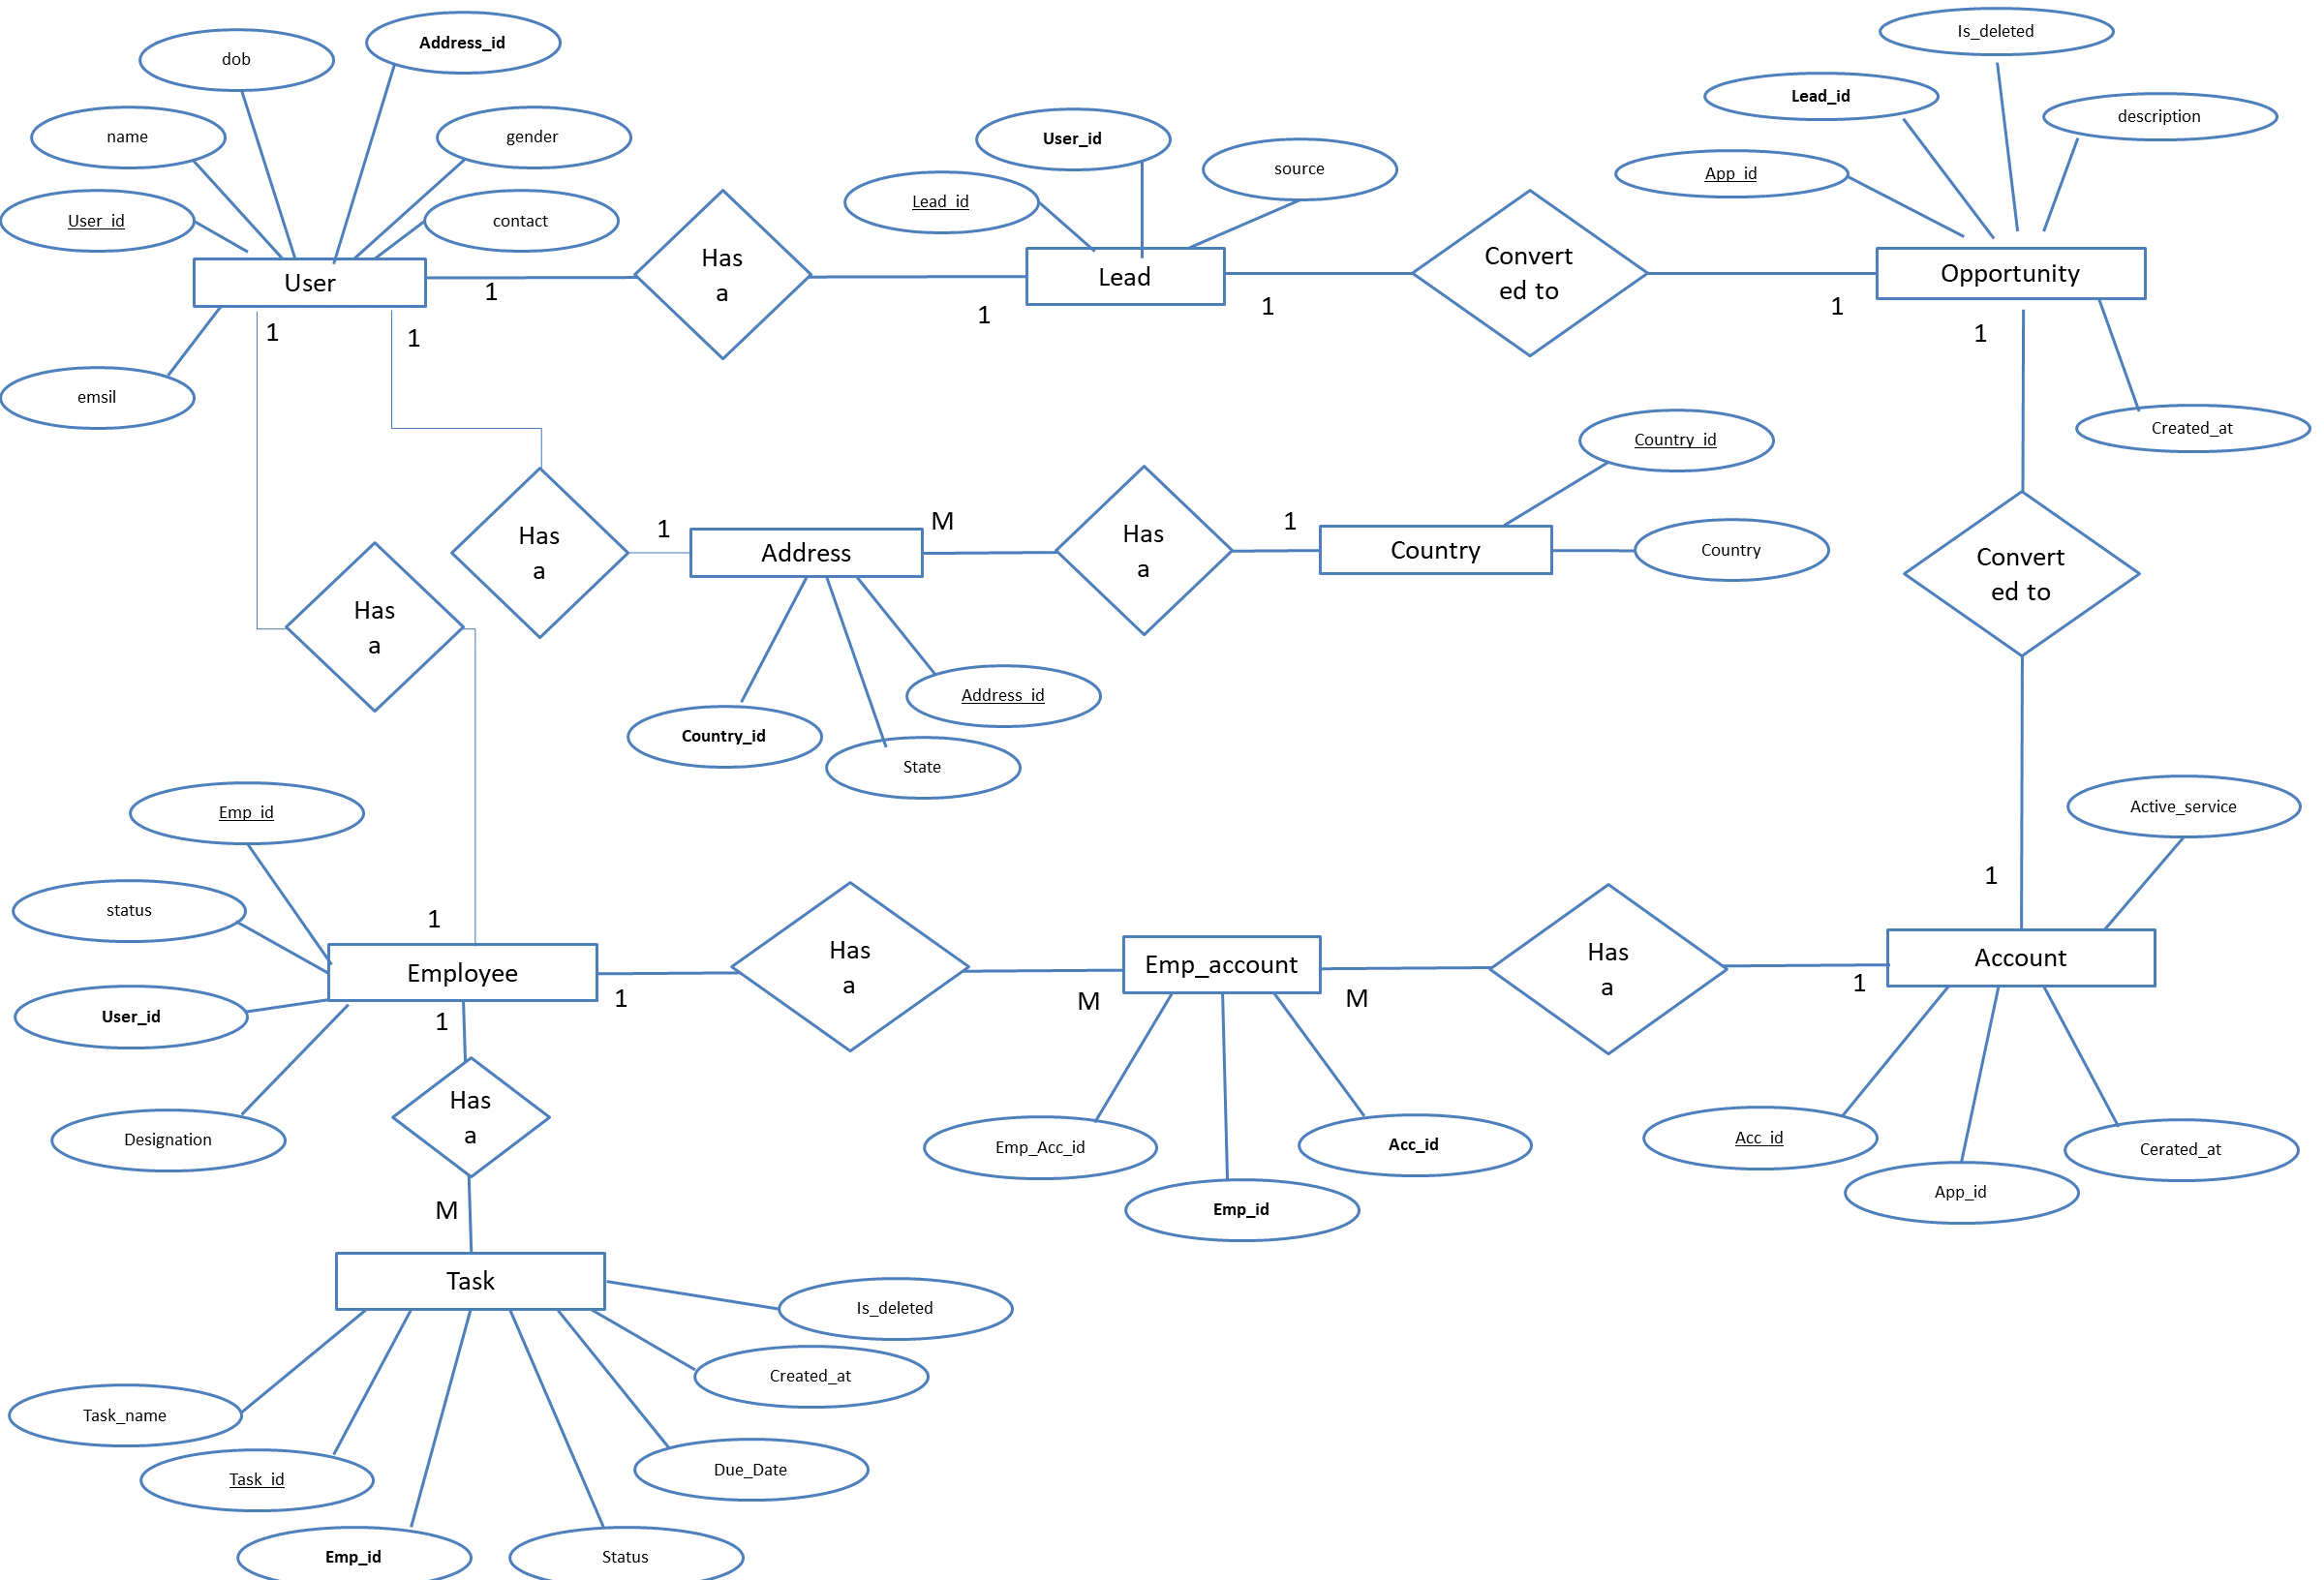 Is_deleted
Address_id
dob
Lead_id
description
name
gender
User_id
source
App_id
User_id
contact
Lead_id
Has
a
Convert
ed to
User
Lead
Opportunity
1
1
1
1
1
1
1
emsil
Created_at
Country_id
M
1
1
Has
a
Has
a
Address
Country
Country
Convert
ed to
Has
a
Address_id
Country_id
State
Emp_id
Active_service
1
status
1
Has
a
Has
a
Employee
Emp_account
Account
1
M
M
1
User_id
1
Has
a
Designation
Emp_Acc_id
Acc_id
Acc_id
Cerated_at
App_id
Emp_id
M
Task
Is_deleted
Created_at
Task_name
Due_Date
Task_id
Emp_id
Status